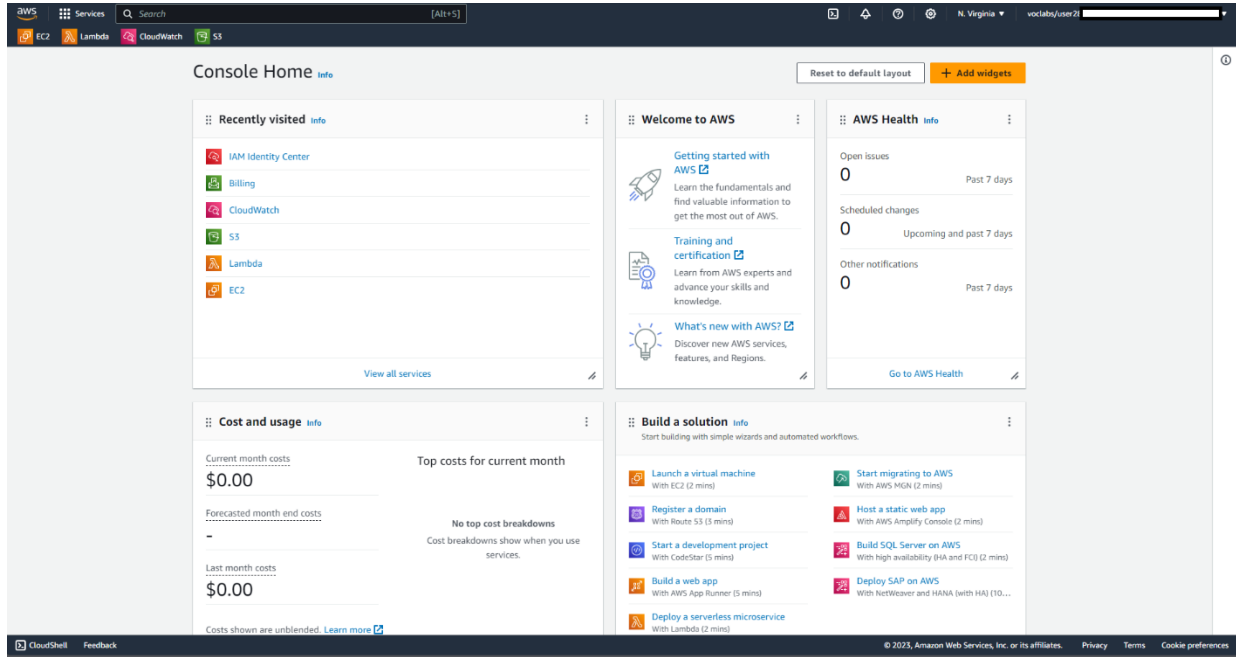 aws
Services
Search
[Alt+S]
N. Virginia ▼
voclabs/user2
EC2
Lambda
CloudWatch
S3
Console Home Info
Reset to default layout
+ Add widgets
Recently visited Info
IAM Identity Center
Billing
CloudWatch
S3
Lambda
EC2
View all services
Welcome to AWS
Getting started with
AWS
Learn the fundamentals and
find valuable information to
get the most out of AWS.
Training and
certification
Learn from AWS experts and
advance your skills and
knowledge.
What's new with AWS?
Discover new AWS services,
features, and Regions.
AWS Health Info
Open issues
0
Past 7 days
Scheduled changes
0
Upcoming and past 7 days
Other notifications
0
Past 7 days
Go to AWS Health
Cost and usage Info
Current month costs
$0.00
Forecasted month end costs
-
Last month costs
$0.00
Costs shown are unblended. Learn more
Top costs for current month
No top cost breakdowns
Cost breakdowns show when you use
services.
Build a solution Info
Start building with simple wizards and automated workflows.
Launch a virtual machine
With EC2 (2 mins)
Register a domain
With Route 53 (3 mins)
Start a development project
With CodeStar (5 mins)
Build a web app
With AWS App Runner (5 mins)
Deploy a serverless microservice
With Lambda (2 mins)
Start migrating to AWS
With AWS MGN (2 mins)
Host a static web app
With AWS Amplify Console (2 mins)
Build SQL Server on AWS
With high availability (HA and FCI) (2 mins)
Deploy SAP on AWS
With NetWeaver and HANA (with HA) (10...
CloudShell
Feedback
© 2023, Amazon Web Services, Inc. or its affiliates.
Privacy
Terms
Cookie preferences